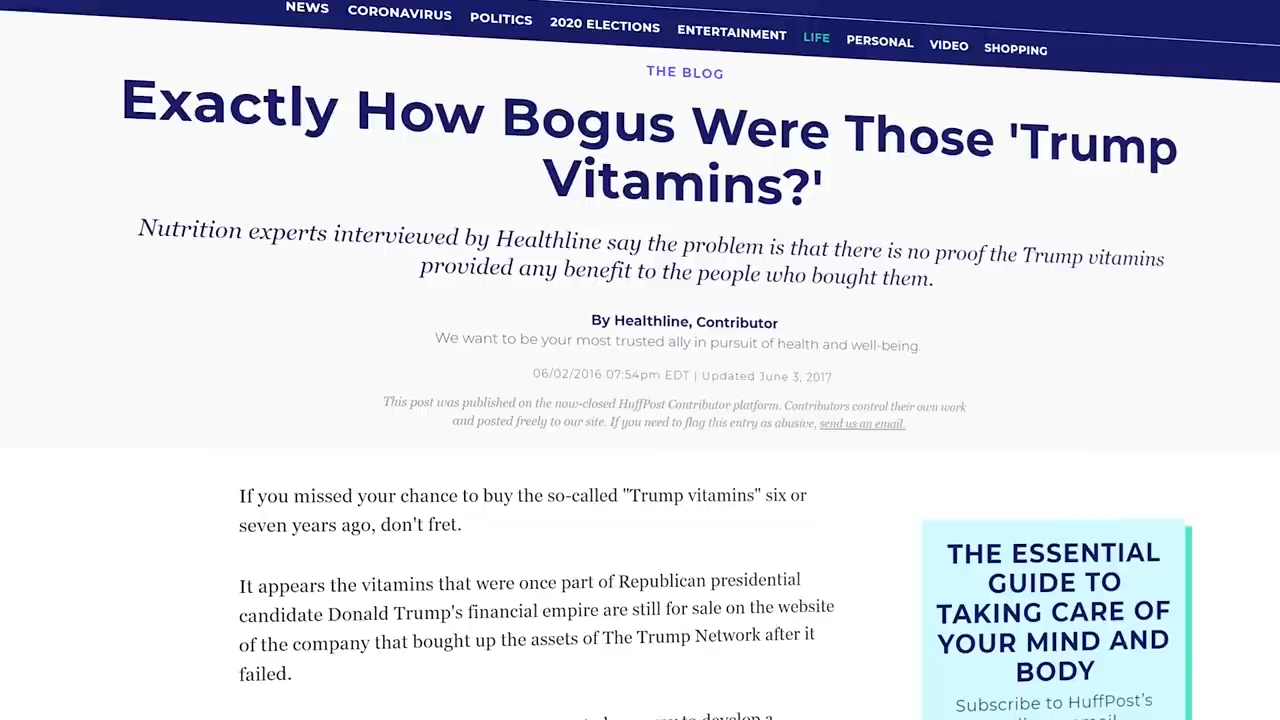 NEWS CORONAVIRUS POLITICS 2020 ELECTIONS ENTERTAINMENT LIFE PERSONAL VIDEO SHOPPING
THE BLOG
Exactly How Bogus Were Those 'Trump
Vitamins?'
Nutrition experts interviewed by Healthline say the problem is that there is no proof the Trump vitamins
provided any benefit to the people who bought them.
By Healthline, Contributor
We want to be your most trusted ally in pursuit of health and well-being.
06/02/2016 07:54pm EDT | Updated June 3, 2017
This post was published on the now-closed HuffPost Contributor platform. Contributors control their own work
and posted freely to our site. If you need to flag this entry as abusive, send us an email.
If you missed your chance to buy the so-called "Trump vitamins" six or
seven years ago, don't fret.
It appears the vitamins that were once part of Republican presidential
candidate Donald Trump's financial empire are still for sale on the website
of the company that bought up the assets of The Trump Network after it
failed.
to develop a
THE ESSENTIAL
GUIDE TO
TAKING CARE OF
YOUR MIND AND
BODY
Subscribe to HuffPost's